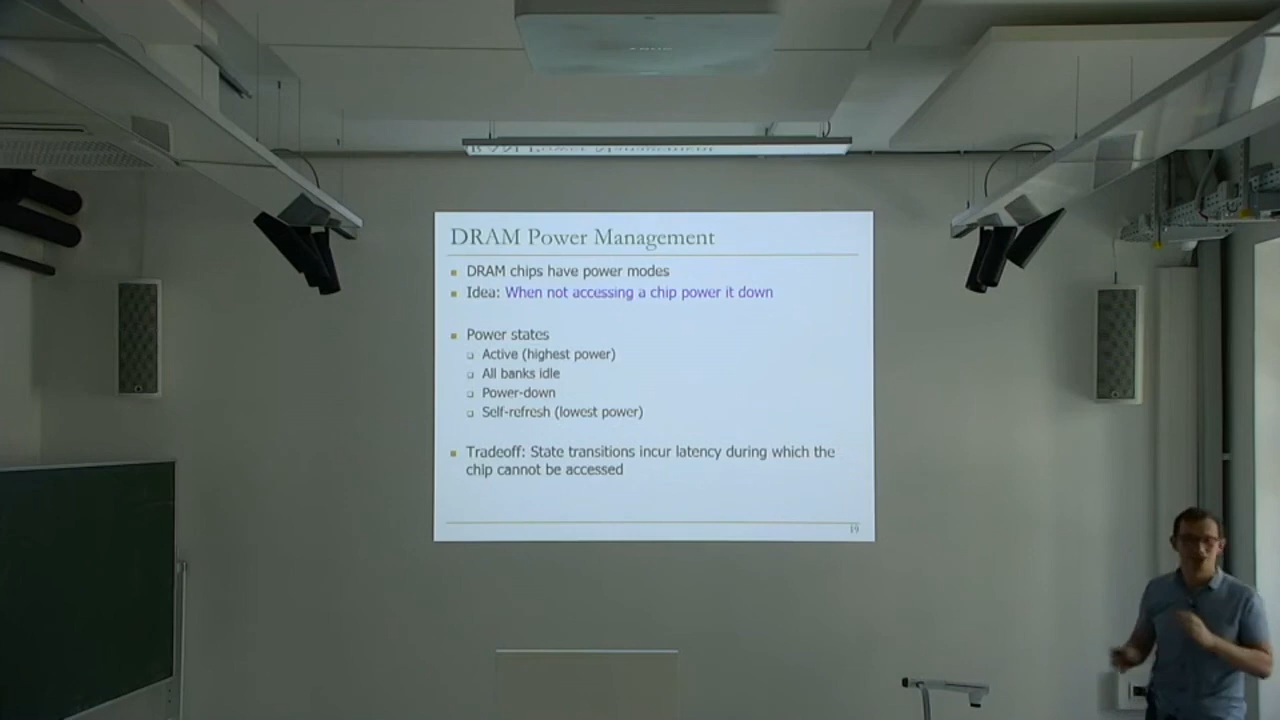 DRAM Power Management
DRAM chips have power modes
Idea: When not accessing a chip power it down
Power states
Active (highest power)
All banks idle
Power-down
Self-refresh (lowest power)
Tradeoff: State transitions incur latency during which the
chip cannot be accessed
19